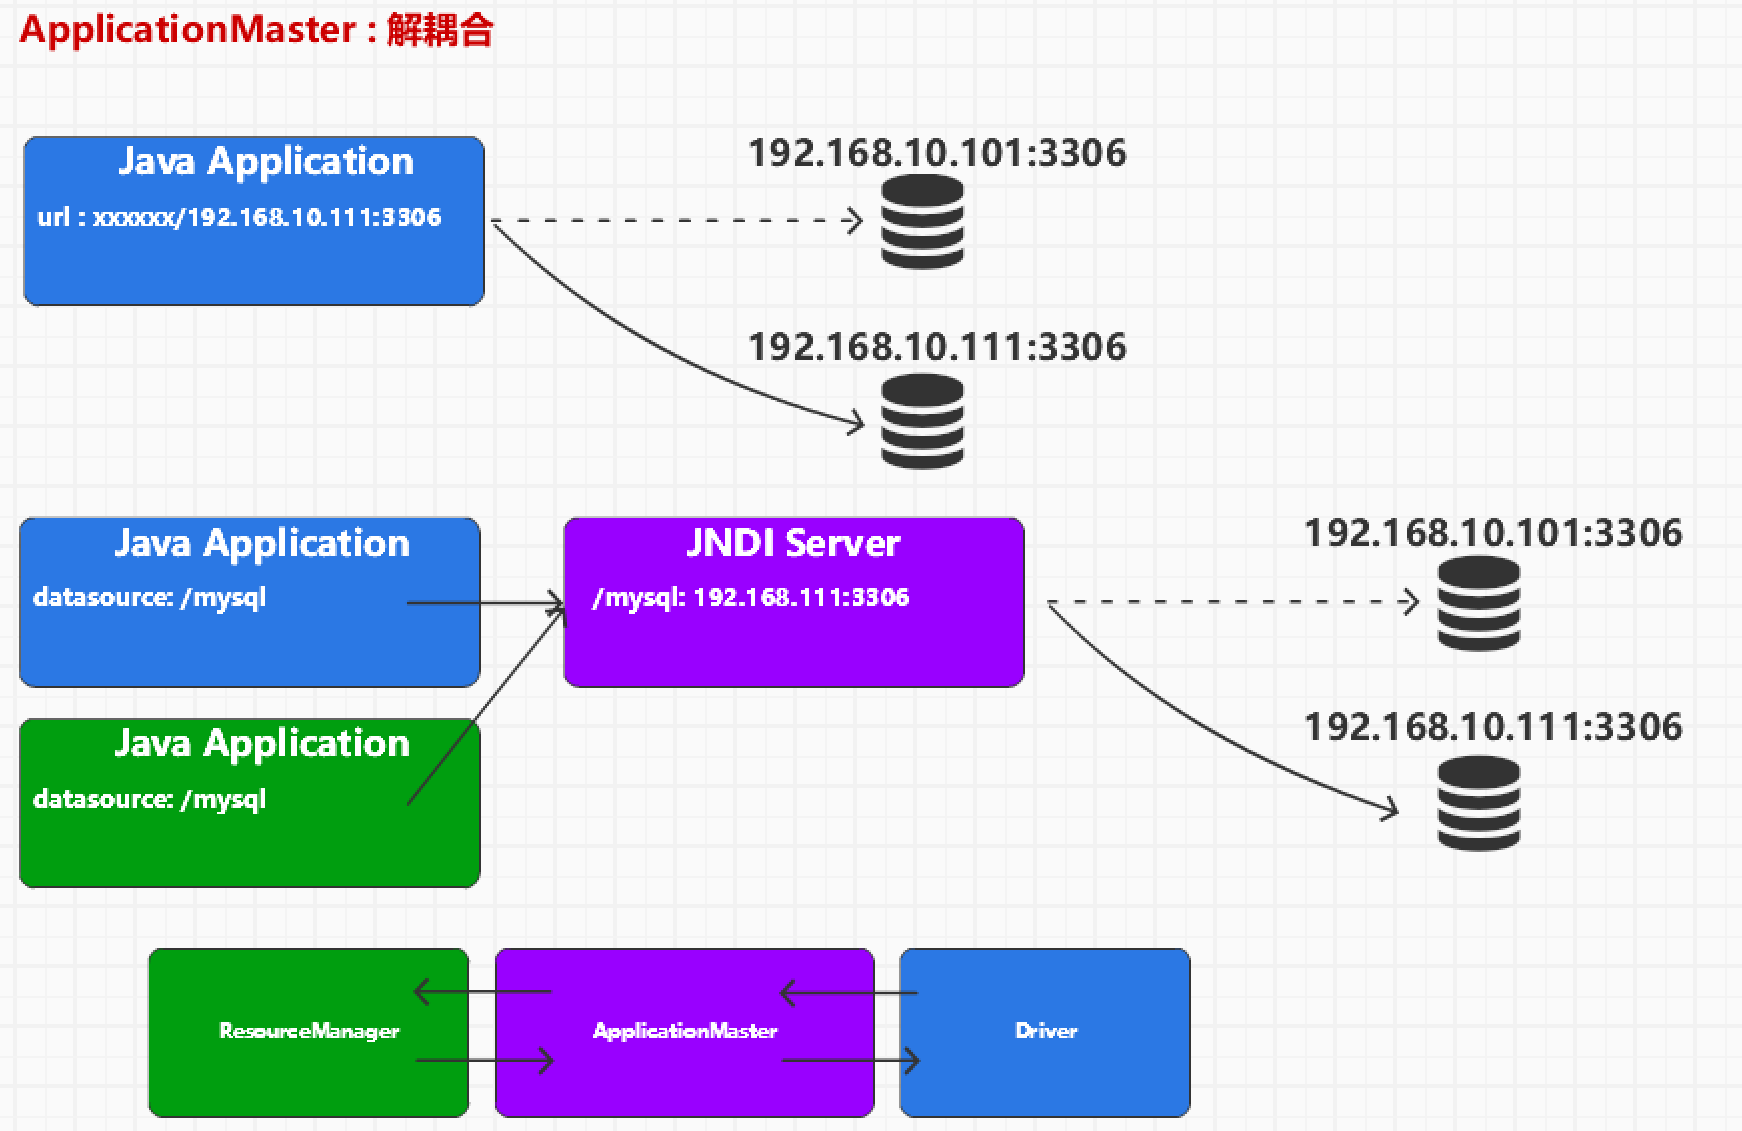 ApplicationMaster : 解耦合
Java Application
url : xxxxxx/192.168.10.111:3306
192.168.10.101:3306
192.168.10.111:3306
Java Application
datasource: /mysql
JNDI Server
/mysql: 192.168.111:3306
192.168.10.101:3306
192.168.10.111:3306
Java Application
datasource: /mysql
ResourceManager
ApplicationMaster
Driver